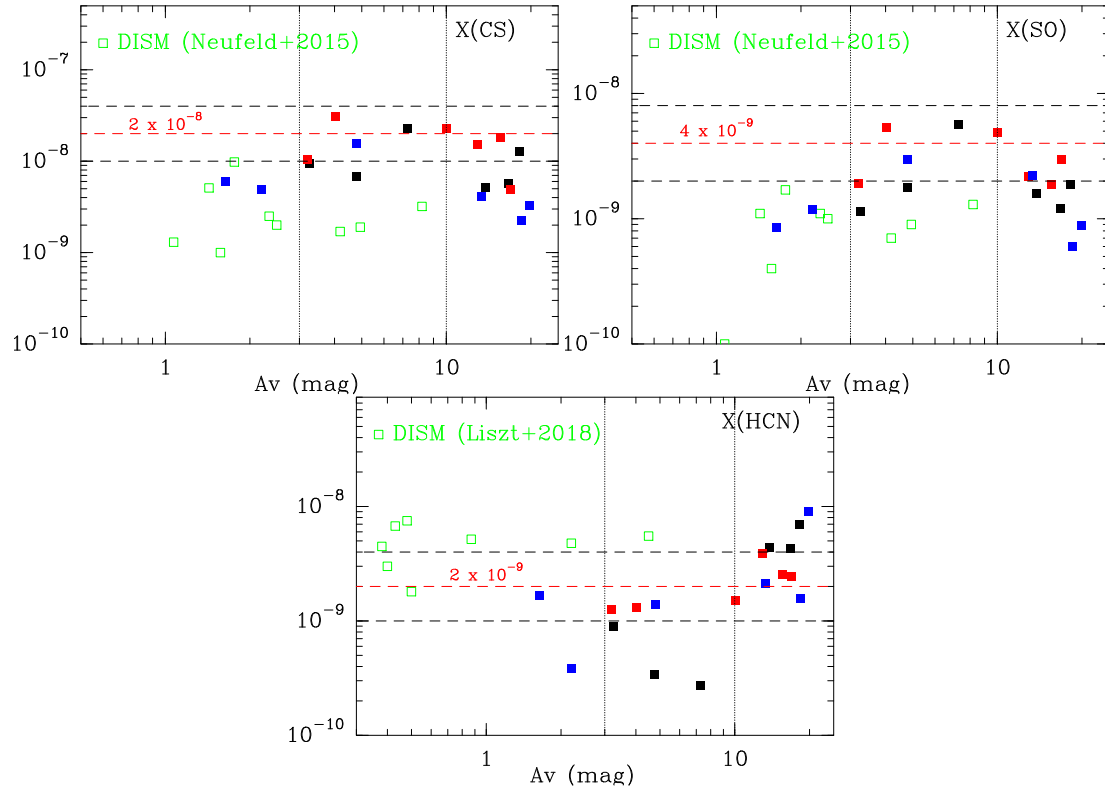 DISM (Neufeld+2015) X(CS)
10⁻⁷
2 x 10⁻⁸
10⁻⁸
10⁻⁹
10⁻¹⁰
1 10
Av (mag)
DISM (Neufeld+2015) X(SO)
10⁻⁸
4 x 10⁻⁹
10⁻⁹
10⁻¹⁰
1 10
Av (mag)
DISM (Liszt+2018) X(HCN)
10⁻⁸
2 x 10⁻⁹
10⁻⁹
10⁻¹⁰
1 10
Av (mag)